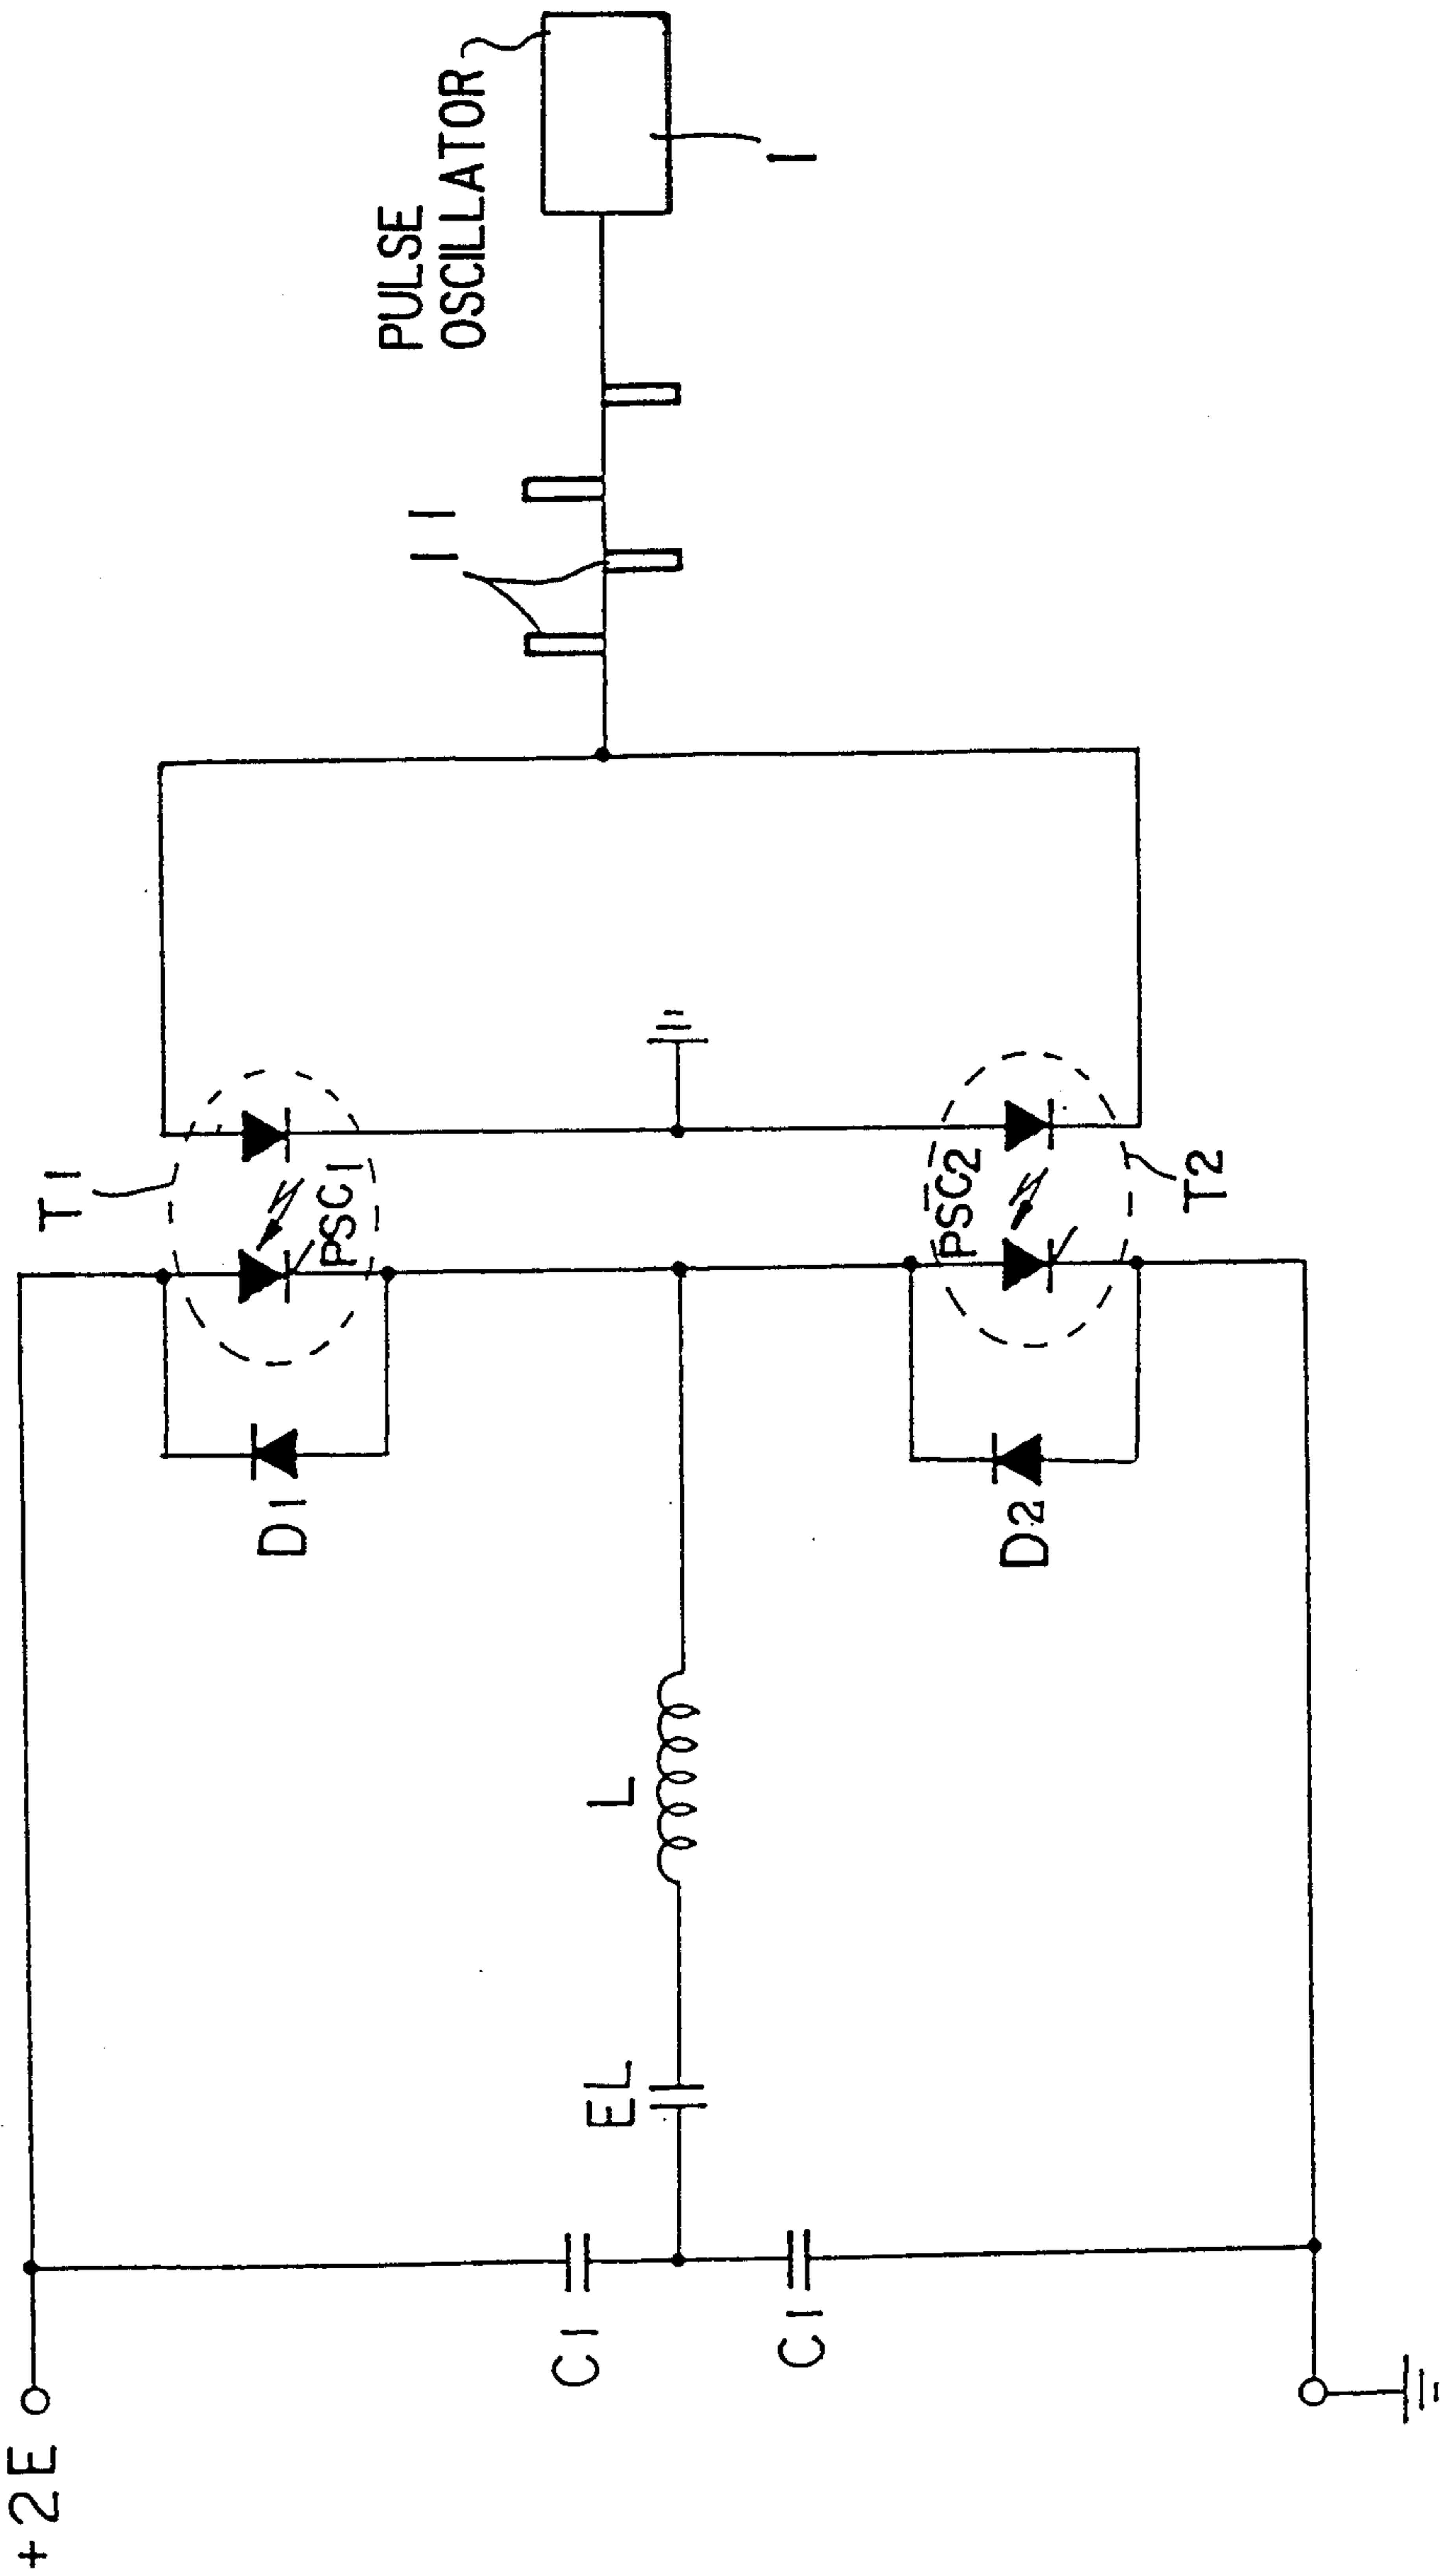 +2E
T1
D1
PSC1
PULSE
OSCILLATOR
11
C1
EL
L
1
C1
PSC2
D2
T2